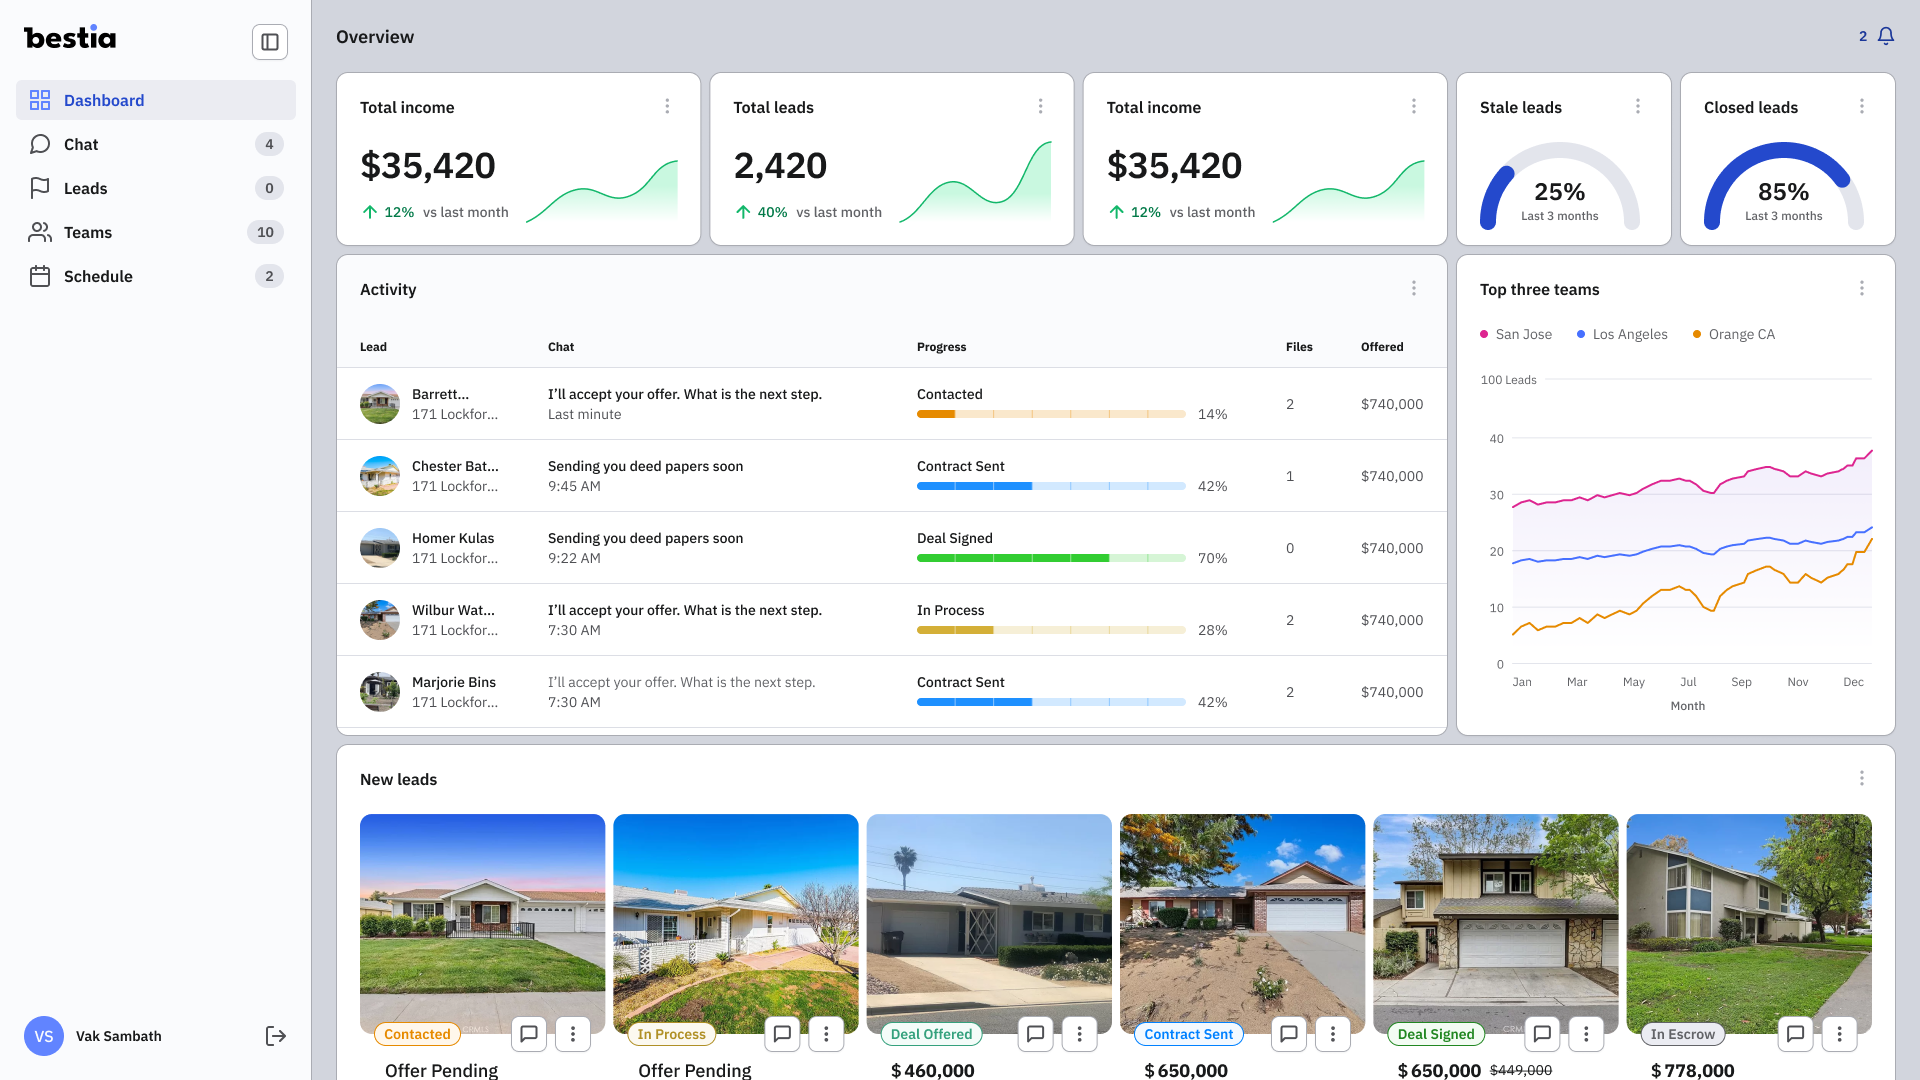 bestia
Dashboard
Chat 4
Leads 0
Teams 10
Schedule 2
VS Vak Sambath
Overview
2
Total income
$35,420
12% vs last month
Total leads
2,420
40% vs last month
Total income
$35,420
12% vs last month
Stale leads
25%
Last 3 months
Closed leads
85%
Last 3 months
Activity
Lead Chat Progress Files Offered
Barrett... I’ll accept your offer. What is the next step. Contacted
171 Lockfor... Last minute 14% 2 $740,000
Chester Bat... Sending you deed papers soon Contract Sent
171 Lockfor... 9:45 AM 42% 1 $740,000
Homer Kulas Sending you deed papers soon Deal Signed
171 Lockfor... 9:22 AM 70% 0 $740,000
Wilbur Wat... I’ll accept your offer. What is the next step. In Process
171 Lockfor... 7:30 AM 28% 2 $740,000
Marjorie Bins I’ll accept your offer. What is the next step. Contract Sent
171 Lockfor... 7:30 AM 42% 2 $740,000
Top three teams
San Jose Los Angeles Orange CA
100 Leads
40
30
20
10
0
Jan Mar May Jul Sep Nov Dec
Month
New leads
Contacted
Offer Pending
In Process
Offer Pending
Deal Offered
$460,000
Contract Sent
$650,000
Deal Signed
$650,000 $449,000
In Escrow
$778,000